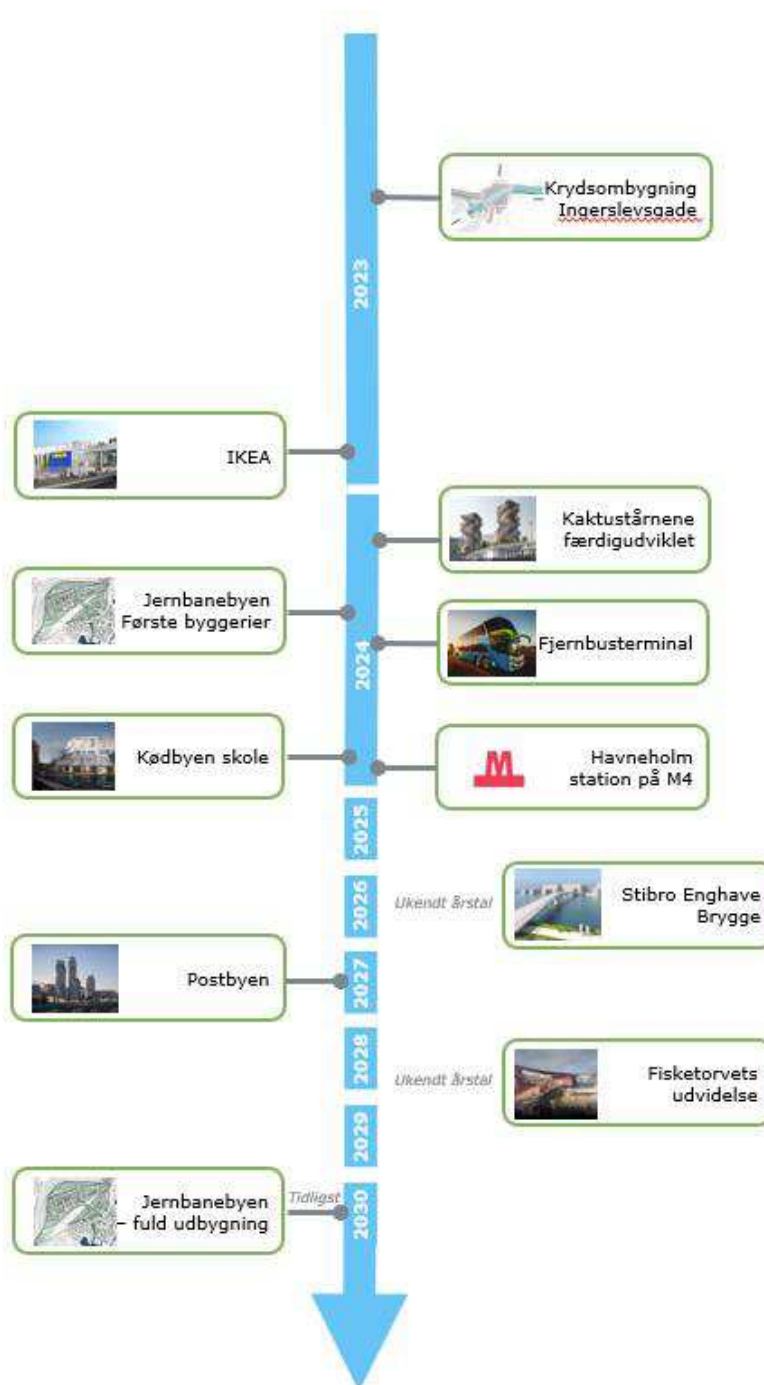 Krydsombygning
Ingerslevsgade
2023
IKEA
Kaktustårnene
færdigudviklet
Jernbanebyen
Første byggerier
Fjernbusterminal
2024
Kødbyen skole
M
Havneholm
station på M4
2025
2026
Ukendt årstal
Stibro Enghave
Brygge
Postbyen
2027
2028
Ukendt årstal
Fisketorvets
udvidelse
2029
Jernbanebyen
– fuld udbygning
Tidligst
2030